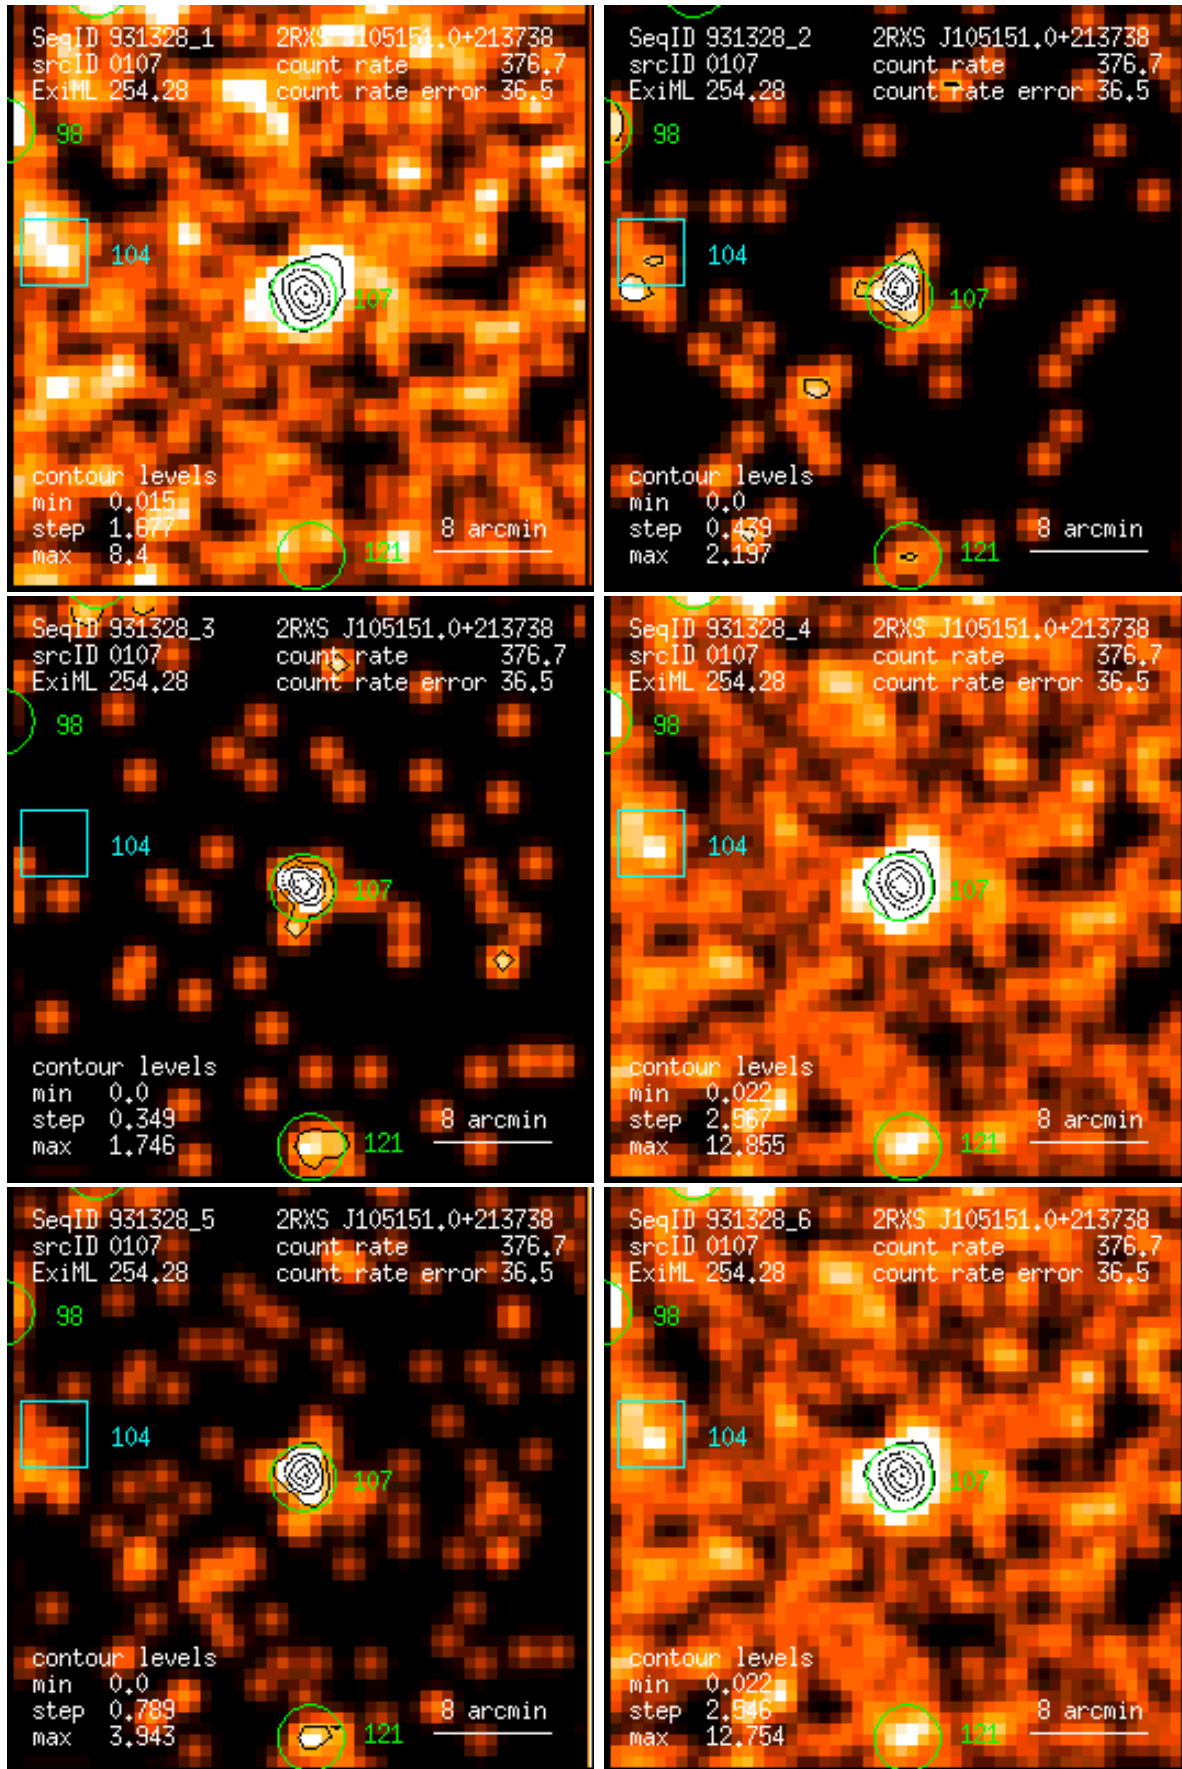 SeqID 931328_1 2RXS J105151.0+213738
srcID 0107 count rate 376.7
ExiML 254.28 count rate error 36.5
98
104
107
contour levels
min 0.015
step 1.677 8 arcmin
max 8.4 121
SeqID 931328_2 2RXS J105151.0+213738
srcID 0107 count rate 376.7
ExiML 254.28 count rate error 36.5
98
104
107
contour levels
min 0.0
step 0.439 8 arcmin
max 2.197 121
SeqID 931328_3 2RXS J105151.0+213738
srcID 0107 count rate 376.7
ExiML 254.28 count rate error 36.5
98
104
107
contour levels
min 0.0
step 0.349 8 arcmin
max 1.746 121
SeqID 931328_4 2RXS J105151.0+213738
srcID 0107 count rate 376.7
ExiML 254.28 count rate error 36.5
98
104
107
contour levels
min 0.022
step 2.567 8 arcmin
max 12.855 121
SeqID 931328_5 2RXS J105151.0+213738
srcID 0107 count rate 376.7
ExiML 254.28 count rate error 36.5
98
104
107
contour levels
min 0.0
step 0.789 8 arcmin
max 3.943 121
SeqID 931328_6 2RXS J105151.0+213738
srcID 0107 count rate 376.7
ExiML 254.28 count rate error 36.5
98
104
107
contour levels
min 0.022
step 2.546 8 arcmin
max 12.754 121